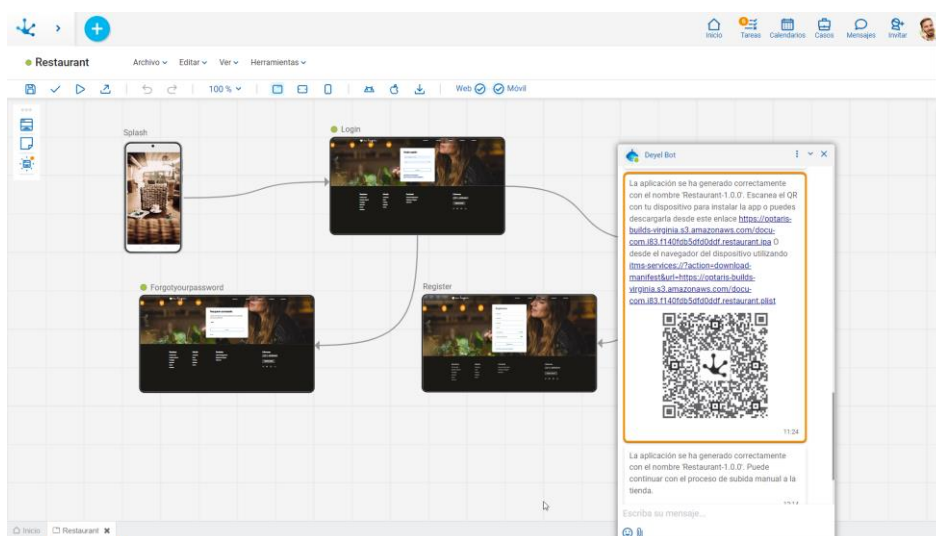 Inicio
Tareas
Calendarios
Casos
Mensajes
Invitar
Restaurant
Archivo
Editar
Ver
Herramientas
100 %
Web
Móvil
Splash
Login
Forgotyourpassword
Register
Deyel Bot
La aplicación se ha generado correctamente
con el nombre 'Restaurant-1.0.0'. Escanea el QR
con tu dispositivo para instalar la app o puedes
descargarla desde este enlace https://optaris-
builds-virginia.s3.amazonaws.com/docu-
com.i83.f140fdb5dfd0ddf.restaurant.ipa O
desde el navegador del dispositivo utilizando
itms-services://?action=download-
manifest&url=https://optaris-builds-
virginia.s3.amazonaws.com/docu-
com.i83.f140fdb5dfd0ddf.restaurant.plist
11:24
La aplicación se ha generado correctamente
con el nombre 'Restaurant-1.0.0'. Puede
continuar con el proceso de subida manual a la
tienda.
Escriba su mensaje...
Inicio
Restaurant